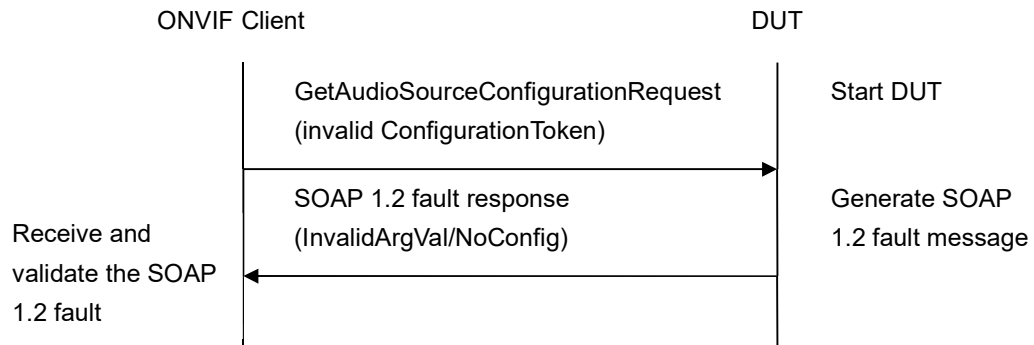 ONVIF Client
DUT
GetAudioSourceConfigurationRequest
(invalid ConfigurationToken)
Start DUT
SOAP 1.2 fault response
(InvalidArgVal/NoConfig)
Generate SOAP
1.2 fault message
Receive and
validate the SOAP
1.2 fault